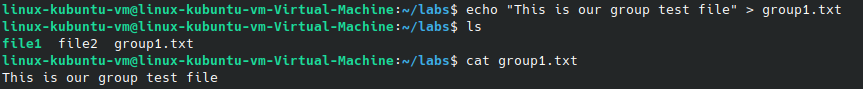 linux-kubuntu-vm@linux-kubuntu-vm-Virtual-Machine:~/labs$ echo "This is our group test file" > group1.txt
linux-kubuntu-vm@linux-kubuntu-vm-Virtual-Machine:~/labs$ ls
file1  file2  group1.txt
linux-kubuntu-vm@linux-kubuntu-vm-Virtual-Machine:~/labs$ cat group1.txt
This is our group test file